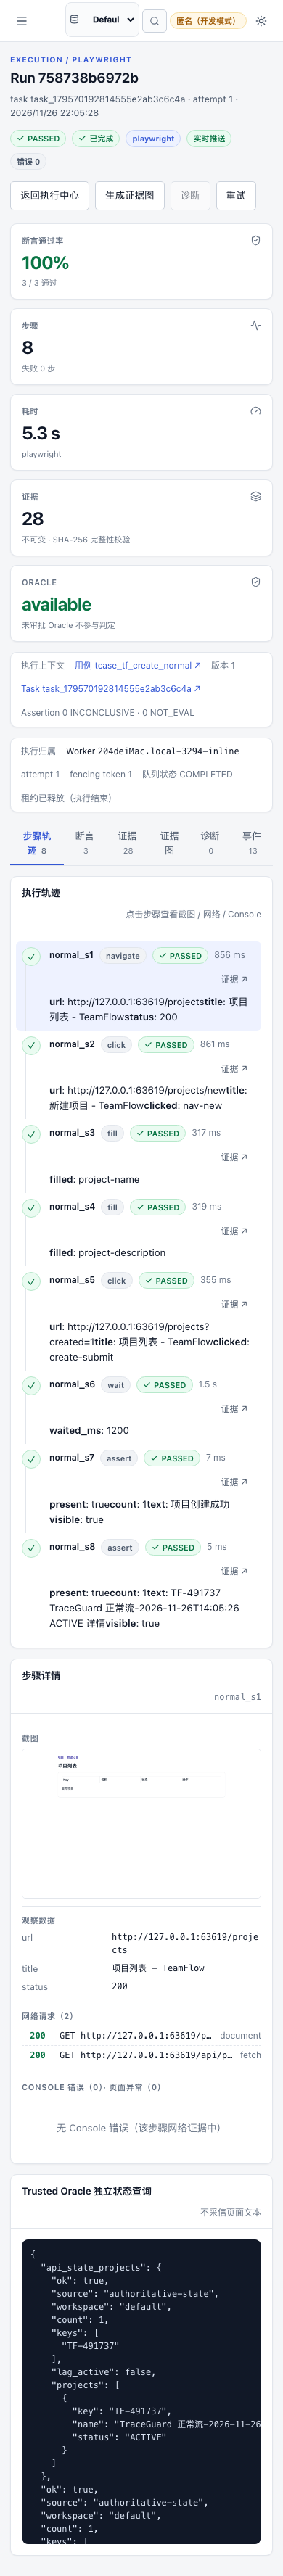 Defaul
匿名（开发模式）
EXECUTION / PLAYWRIGHT
Run 758738b6972b
task task_179570192814555e2ab3c6c4a · attempt 1 ·
2026/11/26 22:05:28
PASSED
已完成
playwright
实时推送
错误 0
返回执行中心
生成证据图
诊断
重试
断言通过率
100%
3 / 3 通过
步骤
8
失败 0 步
耗时
5.3 s
playwright
证据
28
不可变 · SHA-256 完整性校验
ORACLE
available
未审批 Oracle 不参与判定
执行上下文 用例 tcase_tf_create_normal ↗ 版本 1
Task task_179570192814555e2ab3c6c4a ↗
Assertion 0 INCONCLUSIVE · 0 NOT_EVAL
执行归属 Worker 204deiMac.local-3294-inline
attempt 1 fencing token 1 队列状态 COMPLETED
租约已释放（执行结束）
步骤轨迹 8
断言 3
证据 28
证据图
诊断 0
事件 13
执行轨迹
点击步骤查看截图 / 网络 / Console
normal_s1 navigate PASSED 856 ms
证据 ↗
url: http://127.0.0.1:63619/projectstitle: 项目
列表 - TeamFlowstatus: 200
normal_s2 click PASSED 861 ms
证据 ↗
url: http://127.0.0.1:63619/projects/newtitle:
新建项目 - TeamFlowclicked: nav-new
normal_s3 fill PASSED 317 ms
证据 ↗
filled: project-name
normal_s4 fill PASSED 319 ms
证据 ↗
filled: project-description
normal_s5 click PASSED 355 ms
证据 ↗
url: http://127.0.0.1:63619/projects?
created=1title: 项目列表 - TeamFlowclicked:
create-submit
normal_s6 wait PASSED 1.5 s
证据 ↗
waited_ms: 1200
normal_s7 assert PASSED 7 ms
证据 ↗
present: truecount: 1text: 项目创建成功
visible: true
normal_s8 assert PASSED 5 ms
证据 ↗
present: truecount: 1text: TF-491737
TraceGuard 正常流-2026-11-26T14:05:26
ACTIVE 详情visible: true
步骤详情
normal_s1
截图
项目列表
观察数据
url http://127.0.0.1:63619/proje
cts
title 项目列表 - TeamFlow
status 200
网络请求（2）
200 GET http://127.0.0.1:63619/p… document
200 GET http://127.0.0.1:63619/api/p… fetch
CONSOLE 错误（0）· 页面异常（0）
无 Console 错误（该步骤网络证据中）
Trusted Oracle 独立状态查询
不采信页面文本
{
"api_state_projects": {
"ok": true,
"source": "authoritative-state",
"workspace": "default",
"count": 1,
"keys": [
"TF-491737"
],
"lag_active": false,
"projects": [
{
"key": "TF-491737",
"name": "TraceGuard 正常流-2026-11-26
"status": "ACTIVE"
}
]
},
"ok": true,
"source": "authoritative-state",
"workspace": "default",
"count": 1,
"keys": [